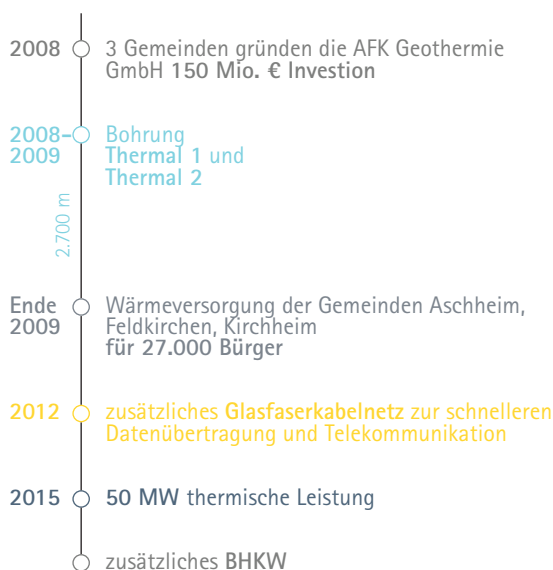 2008 3 Gemeinden gründen die AFK Geothermie
GmbH 150 Mio. € Investion
2008- Bohrung
2009 Thermal 1 und
Thermal 2
2.700 m
Ende Wärmeversorgung der Gemeinden Aschheim,
2009 Feldkirchen, Kirchheim
für 27.000 Bürger
2012 zusätzliches Glasfaserkabelnetz zur schnelleren
Datenübertragung und Telekommunikation
2015 50 MW thermische Leistung
zusätzliches BHKW